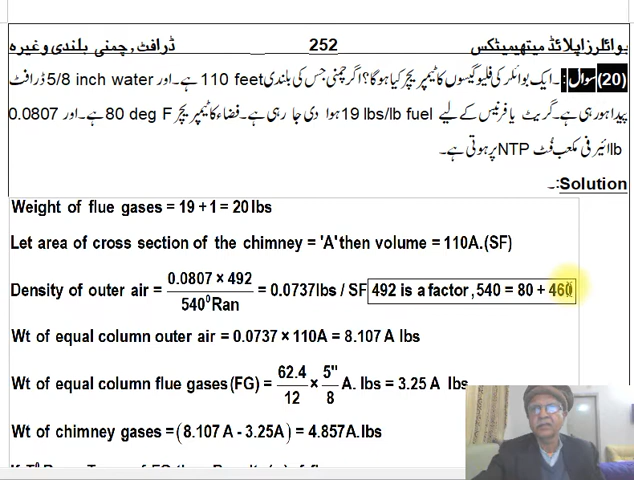 بوائلرز اپلائڈ میتھیمیٹکس 252 ڈرافٹ, چمنی بلندی وغیرہ
(20) سوال: ۔ ایک بوائلر کی فلیو گیسوں کا ٹیمپریچر کیا ہوگا؟ اگر چمنی جس کی بلندی 110 feet ہے۔ اور 5/8 inch water ڈرافٹ
پیدا ہو رہی ہے۔ گریٹ یا فرنیس کے لیے 19 lbs/lb fuel ہوا دی جا رہی ہے۔ فضاء کا ٹیمپریچر 80 deg F ہے۔ اور 0.0807
lb ائیر فی مکعب فُٹ NTP پر ہوتی ہے۔
Solution:۔
Weight of flue gases = 19 + 1 = 20 lbs
Let area of cross section of the chimney = 'A' then volume = 110A.(SF)
Density of outer air = 0.0807 × 492 / 540⁰Ran = 0.0737lbs / SF 492 is a factor, 540 = 80 + 460
Wt of equal column outer air = 0.0737 × 110A = 8.107 A lbs
Wt of equal column flue gases (FG) = 62.4/12 × 5"/8 A. lbs = 3.25 A lbs
Wt of chimney gases = (8.107 A - 3.25A) = 4.857A.lbs